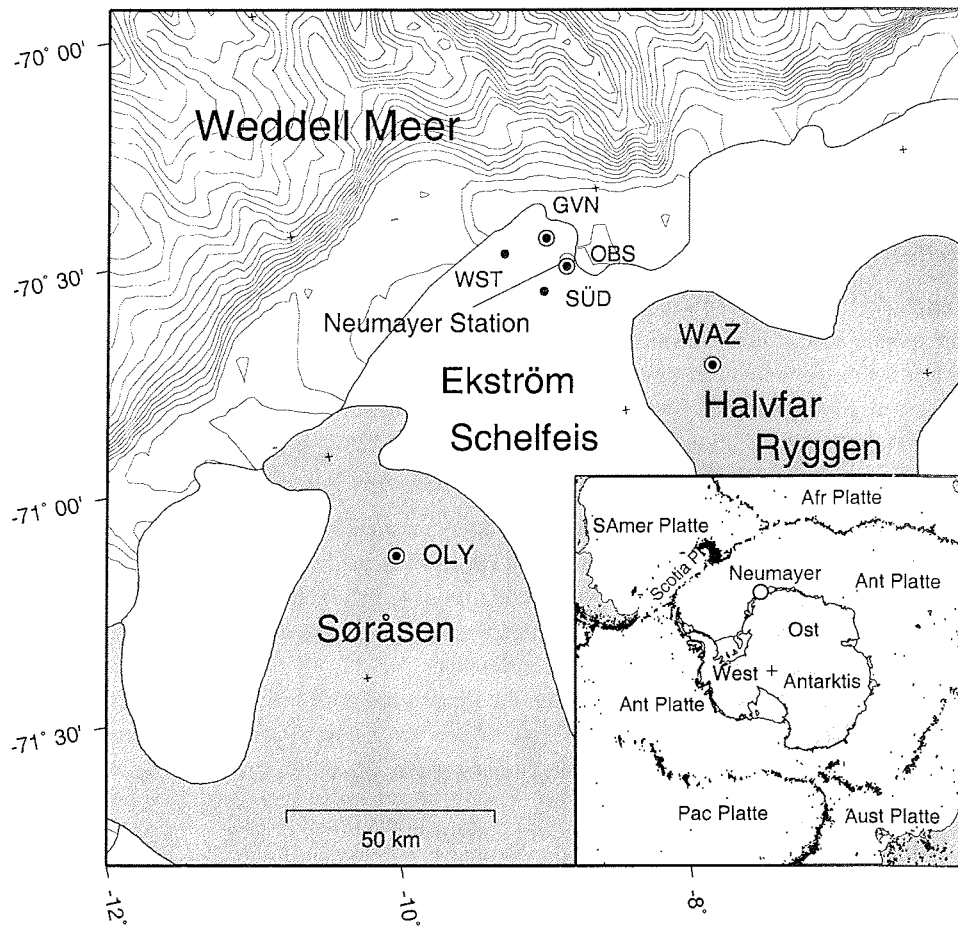 -70° 00'
Weddell Meer
GVN
OBS
WST
-70° 30'
SÜD
Neumayer Station
WAZ
Ekström
Schelfeis
Halvfar
Ryggen
-71° 00'
OLY
Søråsen
-71° 30'
50 km
-12°
-10°
-8°
Afr Platte
SAmer Platte
Scotia Pl
Neumayer
Ant Platte
Ost
West
Antarktis
Ant Platte
Pac Platte
Aust Platte